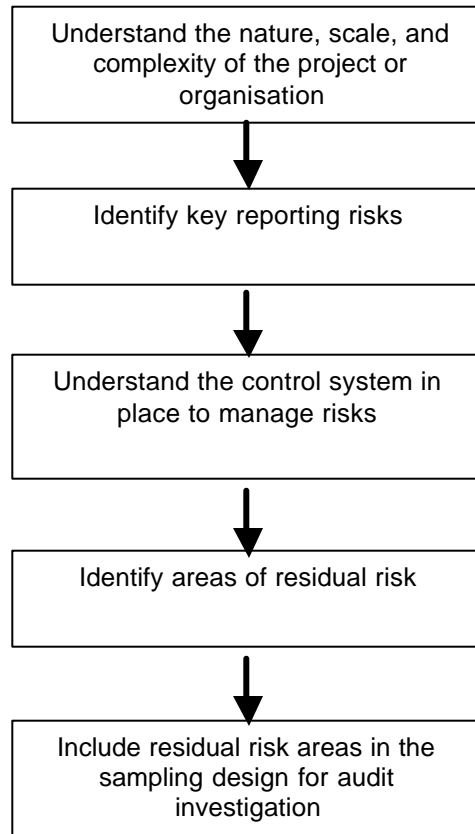 Understand the nature, scale, and
complexity of the project or
organisation
Identify key reporting risks
Understand the control system in
place to manage risks
Identify areas of residual risk
Include residual risk areas in the
sampling design for audit
investigation